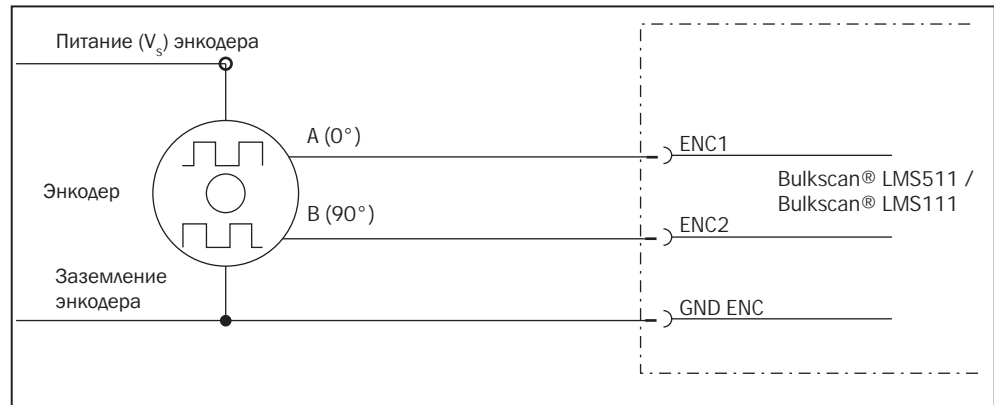 Питание (Vs) энкодера
A (0°)
ENC1
Bulkscan® LMS511 /
Bulkscan® LMS111
Энкодер
B (90°)
ENC2
Заземление
энкодера
GND ENC